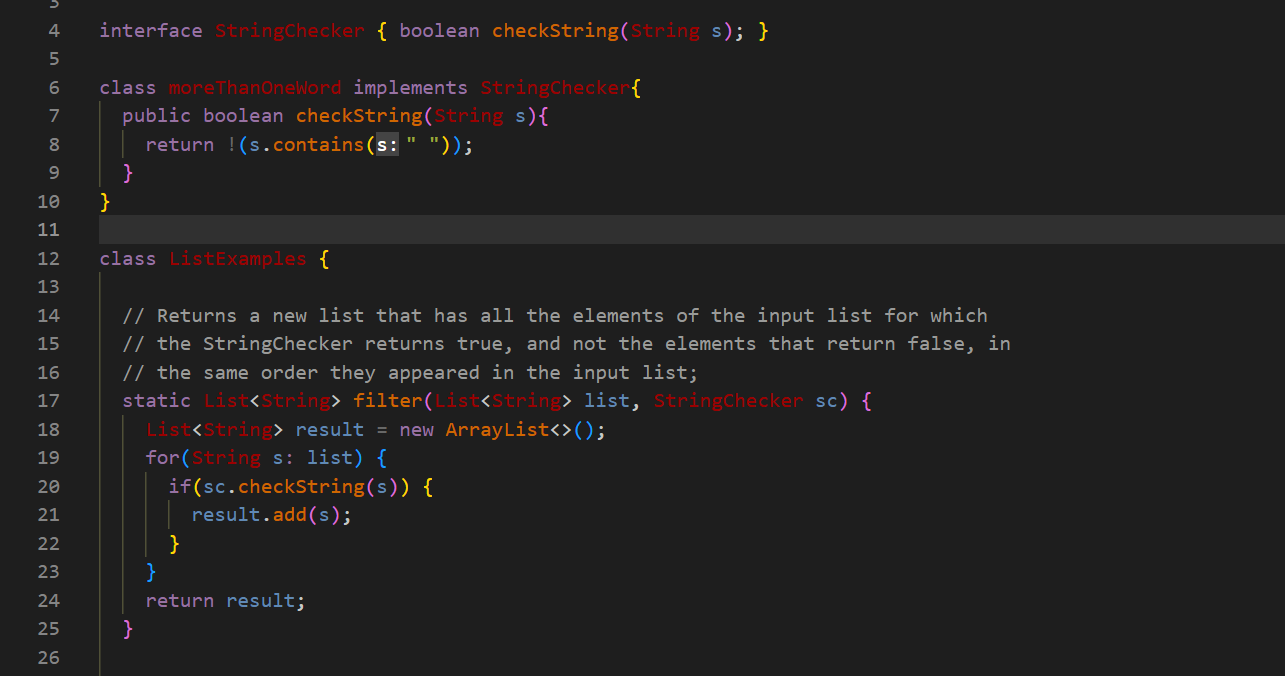 3
4 interface StringChecker { boolean checkString(String s); }
5
6 class moreThanOneWord implements StringChecker{
7   public boolean checkString(String s){
8     return !(s.contains(s:" "));
9   }
10 }
11
12 class ListExamples {
13
14   // Returns a new list that has all the elements of the input list for which
15   // the StringChecker returns true, and not the elements that return false, in
16   // the same order they appeared in the input list;
17   static List<String> filter(List<String> list, StringChecker sc) {
18     List<String> result = new ArrayList<>();
19     for(String s: list) {
20       if(sc.checkString(s)) {
21         result.add(s);
22       }
23     }
24     return result;
25   }
26